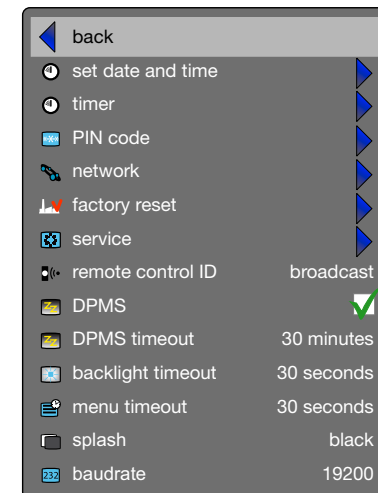 back
set date and time
timer
PIN code
network
factory reset
service
remote control ID broadcast
DPMS
DPMS timeout 30 minutes
backlight timeout 30 seconds
menu timeout 30 seconds
splash black
232 baudrate 19200